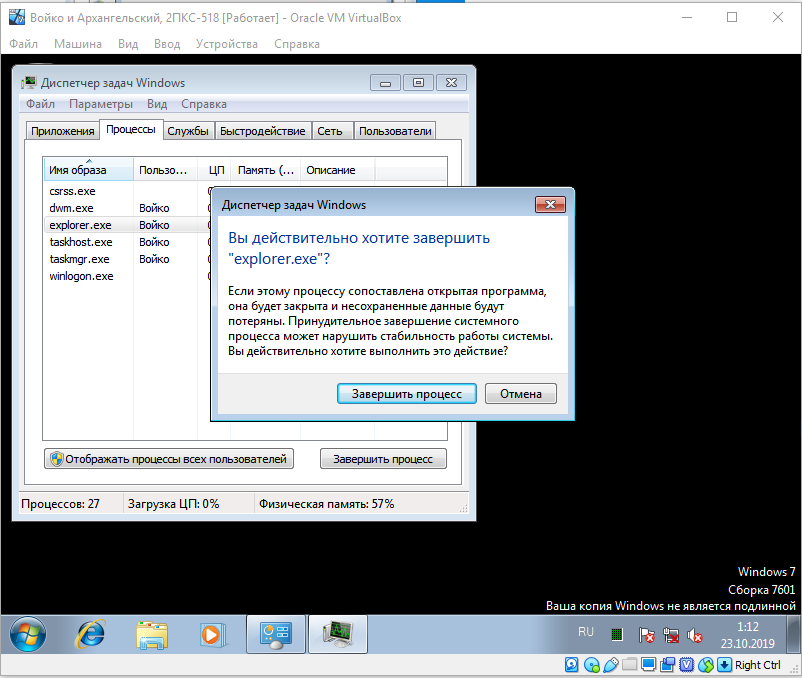 Войко и Архангельский, 2ПКС-518 [Работает] - Oracle VM VirtualBox
Файл Машина Вид Ввод Устройства Справка
Диспетчер задач Windows
Файл Параметры Вид Справка
Приложения Процессы Службы Быстродействие Сеть Пользователи
Имя образа Пользо... ЦП Память (... Описание
csrss.exe
dwm.exe Войко
explorer.exe Войко
taskhost.exe Войко
taskmgr.exe Войко
winlogon.exe
Диспетчер задач Windows
Вы действительно хотите завершить
"explorer.exe"?
Если этому процессу сопоставлена открытая программа,
она будет закрыта и несохраненные данные будут
потеряны. Принудительное завершение системного
процесса может нарушить стабильность работы системы.
Вы действительно хотите выполнить это действие?
Завершить процесс Отмена
Отображать процессы всех пользователей Завершить процесс
Процессов: 27 Загрузка ЦП: 0% Физическая память: 57%
Windows 7
Сборка 7601
Ваша копия Windows не является подлинной
RU 1:12
23.10.2019
Right Ctrl